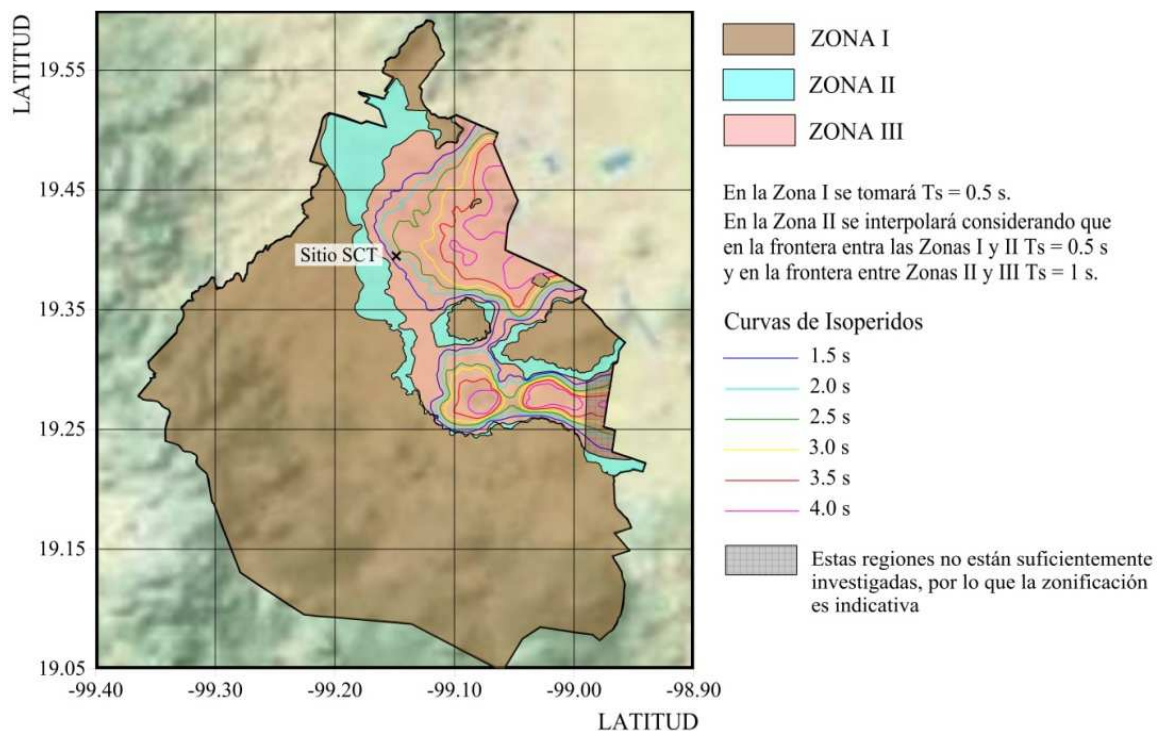 LATITUD
19.55
19.45
19.35
19.25
19.15
19.05
-99.40
-99.30
-99.20
-99.10
-99.00
-98.90
LATITUD
Sitio SCT
ZONA I
ZONA II
ZONA III
En la Zona I se tomará Ts = 0.5 s.
En la Zona II se interpolará considerando que
en la frontera entra las Zonas I y II Ts = 0.5 s
y en la frontera entre Zonas II y III Ts = 1 s.
Curvas de Isoperidos
1.5 s
2.0 s
2.5 s
3.0 s
3.5 s
4.0 s
Estas regiones no están suficientemente
investigadas, por lo que la zonificación
es indicativa